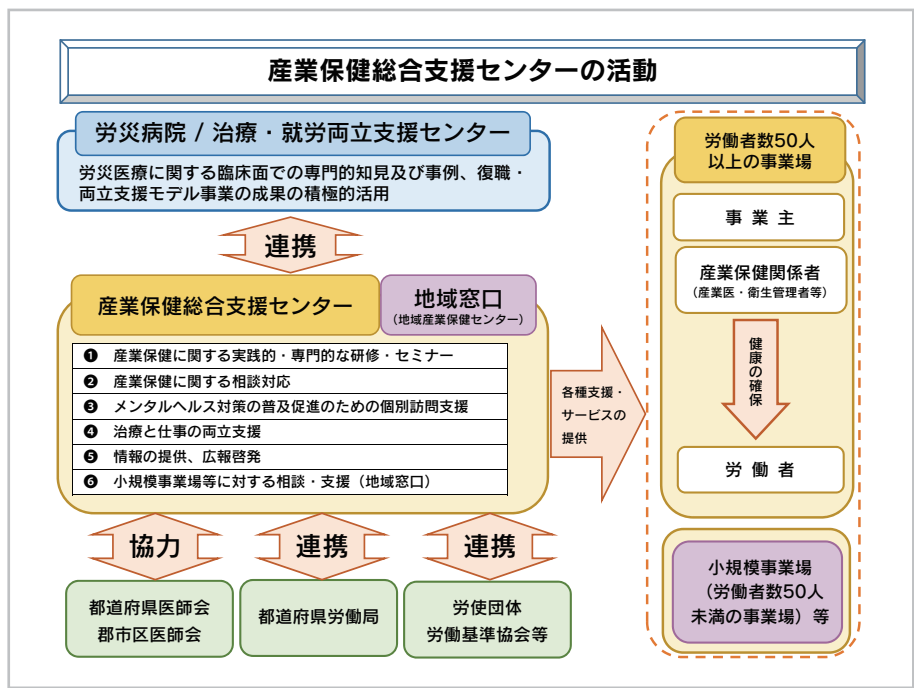 産業保健総合支援センターの活動
労災病院 / 治療・就労両立支援センター
労災医療に関する臨床面での専門的知見及び事例、復職・
両立支援モデル事業の成果の積極的活用
連携
産業保健総合支援センター
地域窓口
（地域産業保健センター）
❶ 産業保健に関する実践的・専門的な研修・セミナー
❷ 産業保健に関する相談対応
❸ メンタルヘルス対策の普及促進のための個別訪問支援
❹ 治療と仕事の両立支援
❺ 情報の提供、広報啓発
❻ 小規模事業場等に対する相談・支援（地域窓口）
協力
連携
連携
都道府県医師会
郡市区医師会
都道府県労働局
労使団体
労働基準協会等
各種支援・
サービスの
提供
労働者数50人
以上の事業場
事 業 主
産業保健関係者
（産業医・衛生管理者等）
健康の確保
労 働 者
小規模事業場
（労働者数50人
未満の事業場）等